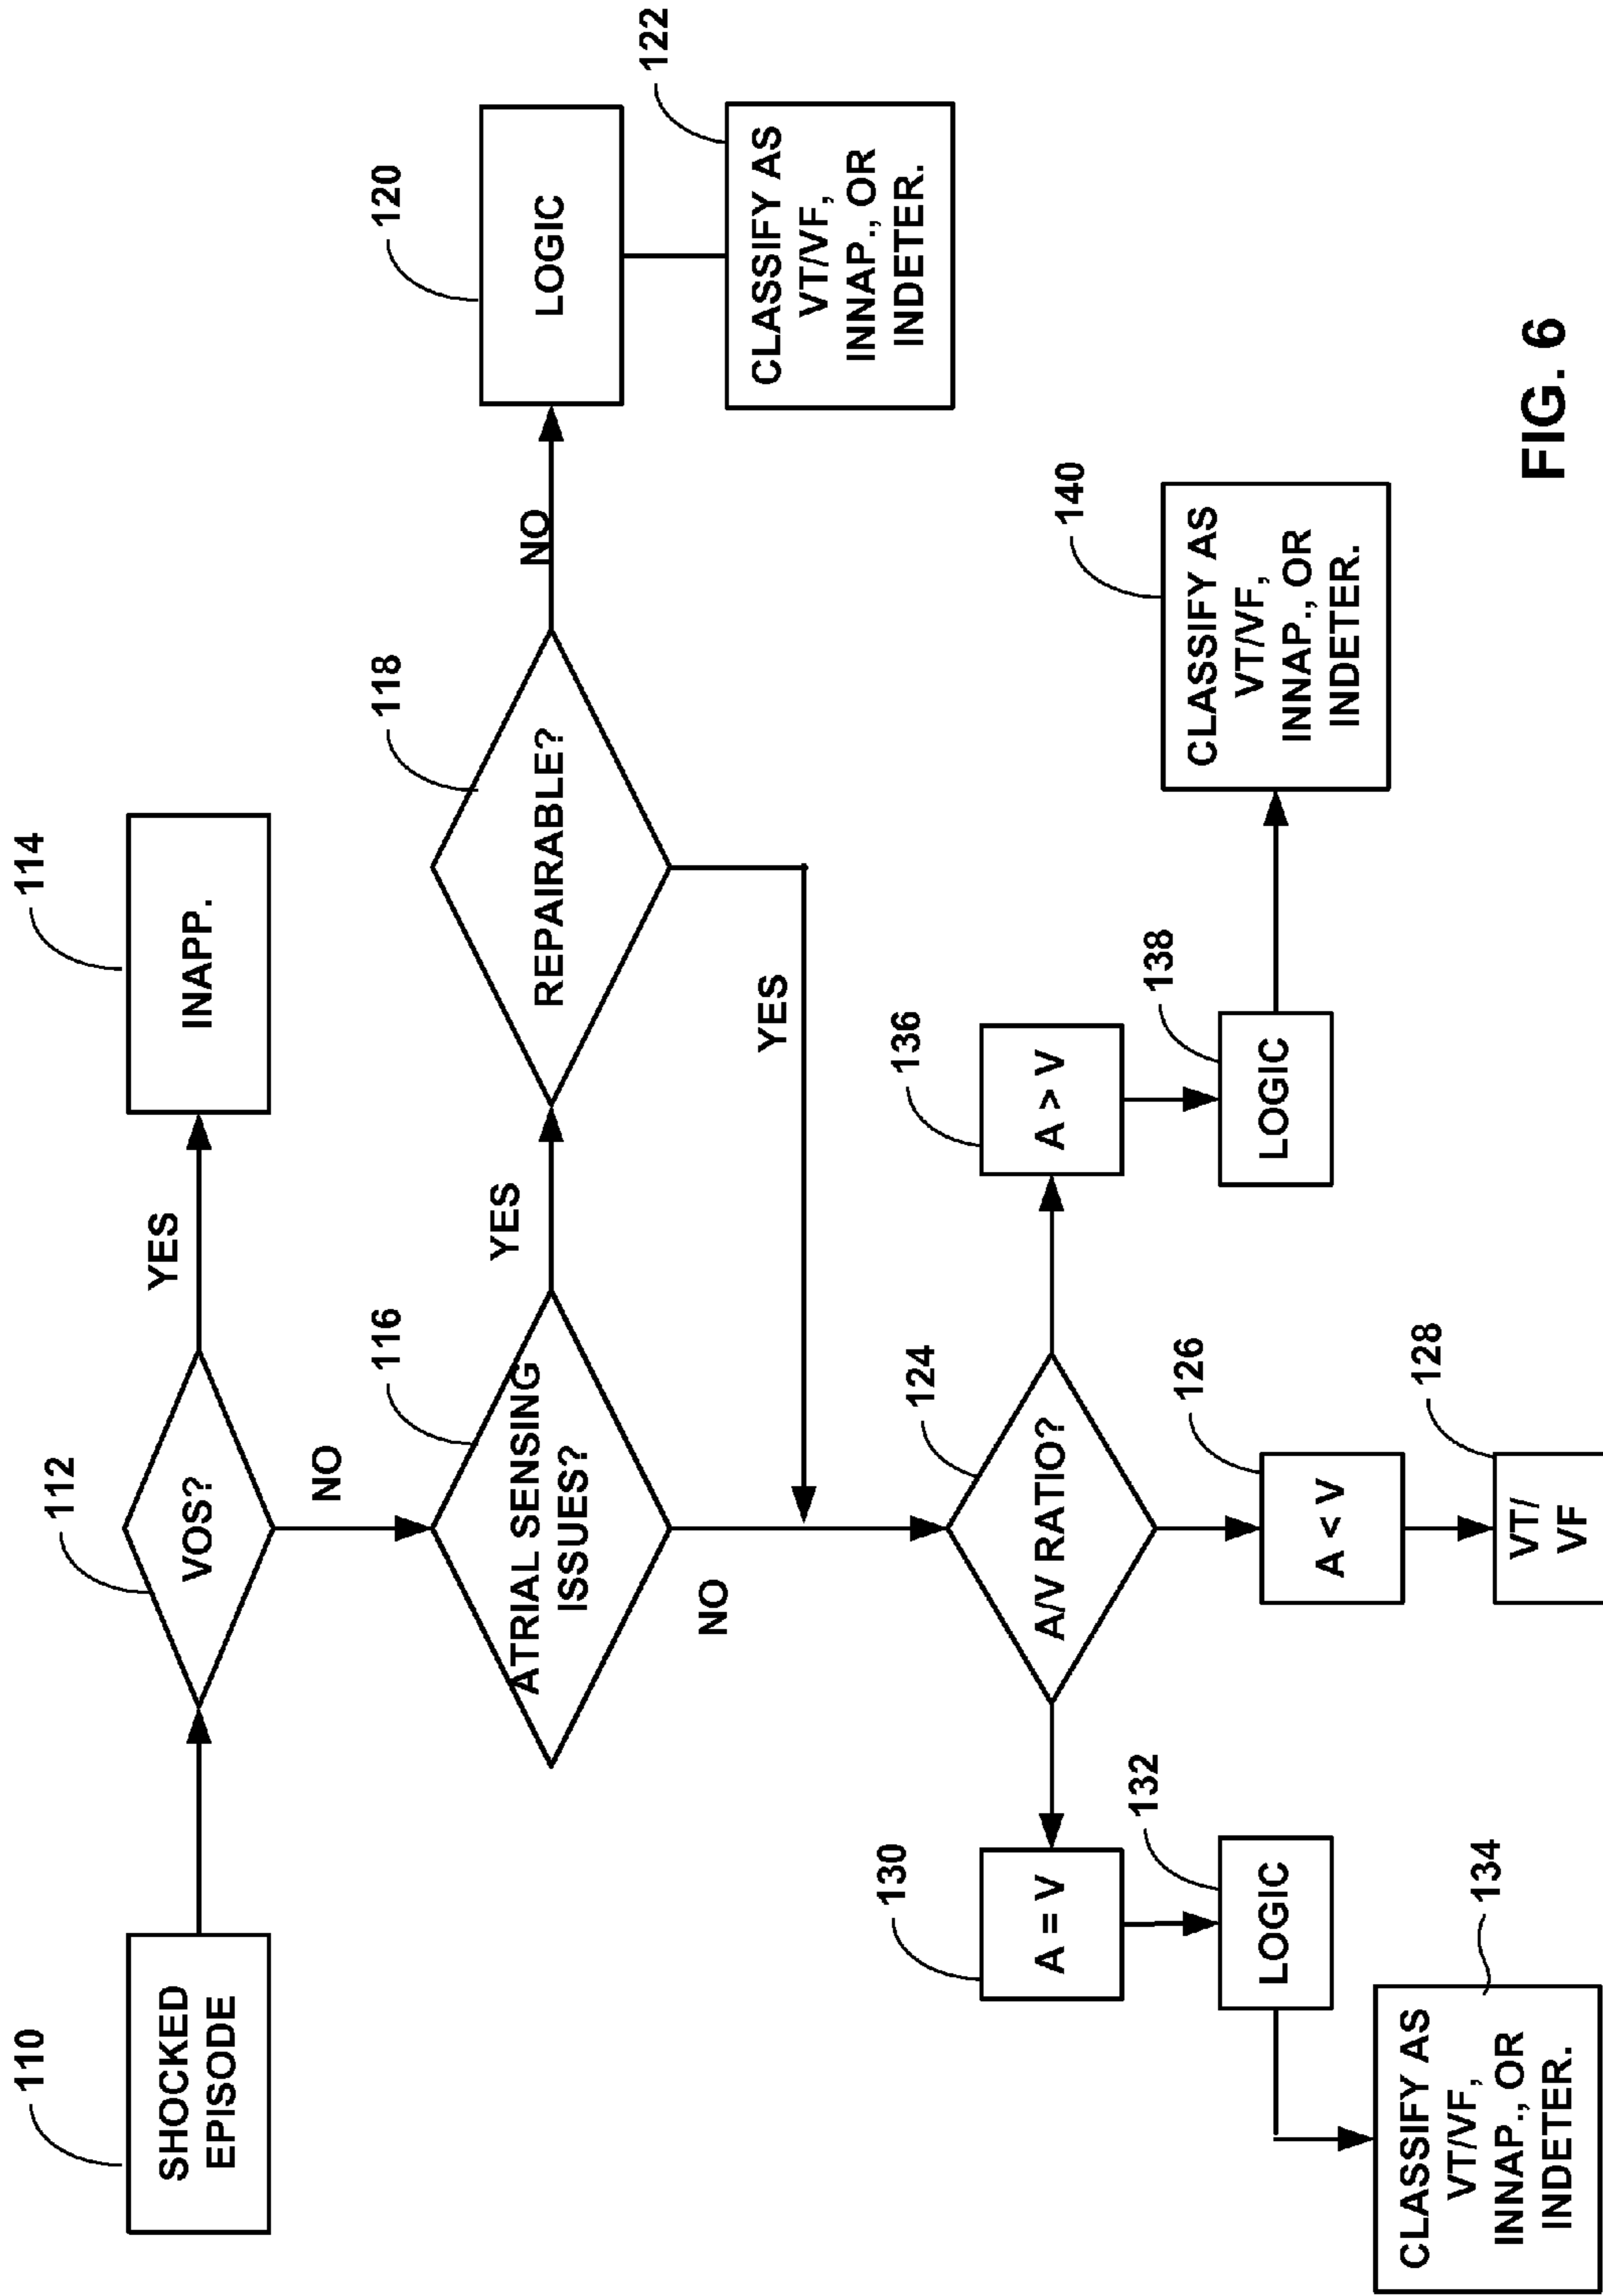 110
SHOCKED
EPISODE
112
VOS?
YES
114
INAPP.
NO
116
ATRIAL SENSING
ISSUES?
YES
118
REPAIRABLE?
NO
120
LOGIC
122
CLASSIFY AS
VT/VF,
INNAP., OR
INDETER.
YES
NO
124
A/V RATIO?
130
A = V
132
LOGIC
134
CLASSIFY AS
VT/VF,
INNAP., OR
INDETER.
126
A < V
128
VT/
VF
136
A > V
138
LOGIC
140
CLASSIFY AS
VT/VF,
INNAP., OR
INDETER.
FIG. 6